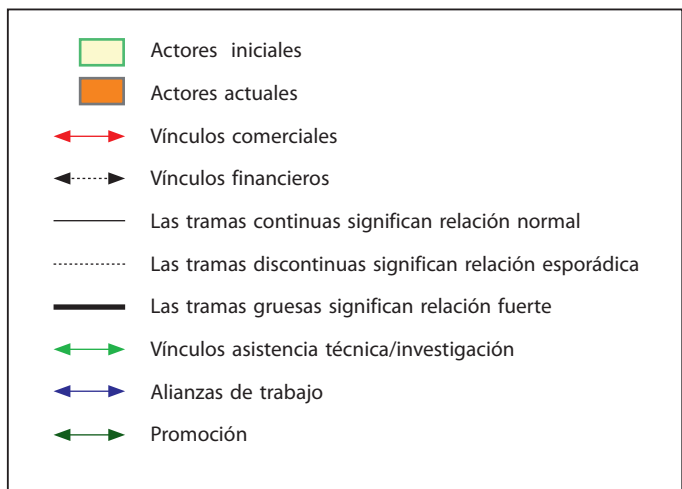 Actores iniciales
Actores actuales
Vínculos comerciales
Vínculos financieros
Las tramas continuas significan relación normal
Las tramas discontinuas significan relación esporádica
Las tramas gruesas significan relación fuerte
Vínculos asistencia técnica/investigación
Alianzas de trabajo
Promoción